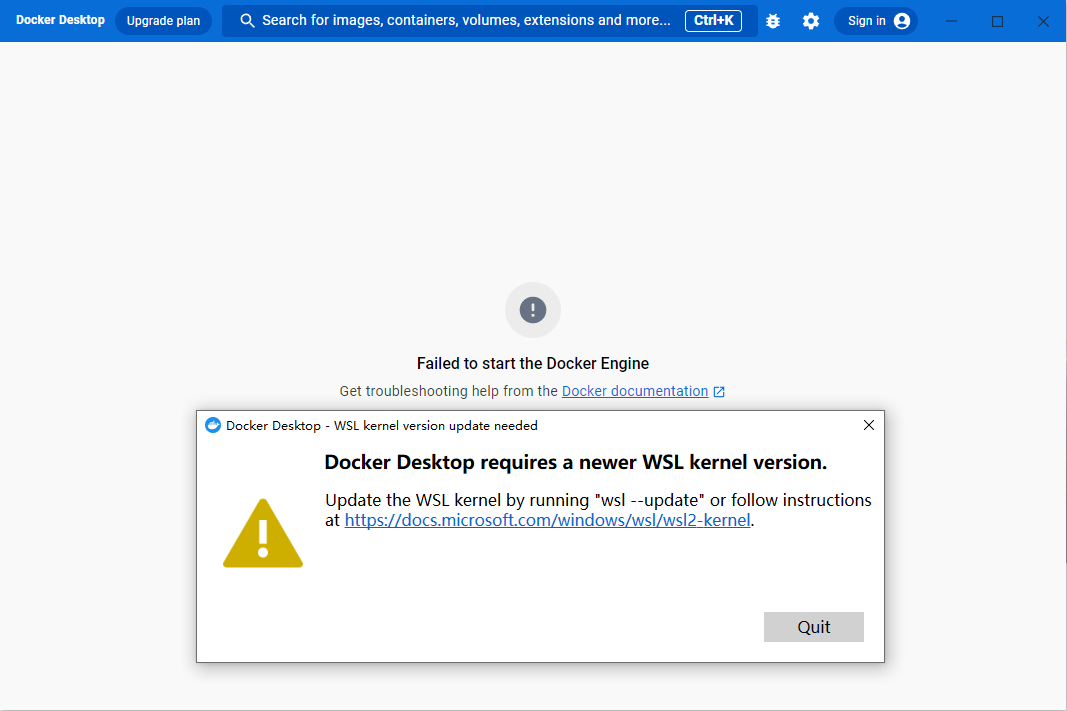 Docker Desktop Upgrade plan Search for images, containers, volumes, extensions and more... Ctrl+K Sign in
Failed to start the Docker Engine
Get troubleshooting help from the Docker documentation
Docker Desktop - WSL kernel version update needed
Docker Desktop requires a newer WSL kernel version.
Update the WSL kernel by running "wsl --update" or follow instructions
at https://docs.microsoft.com/windows/wsl/wsl2-kernel.
Quit